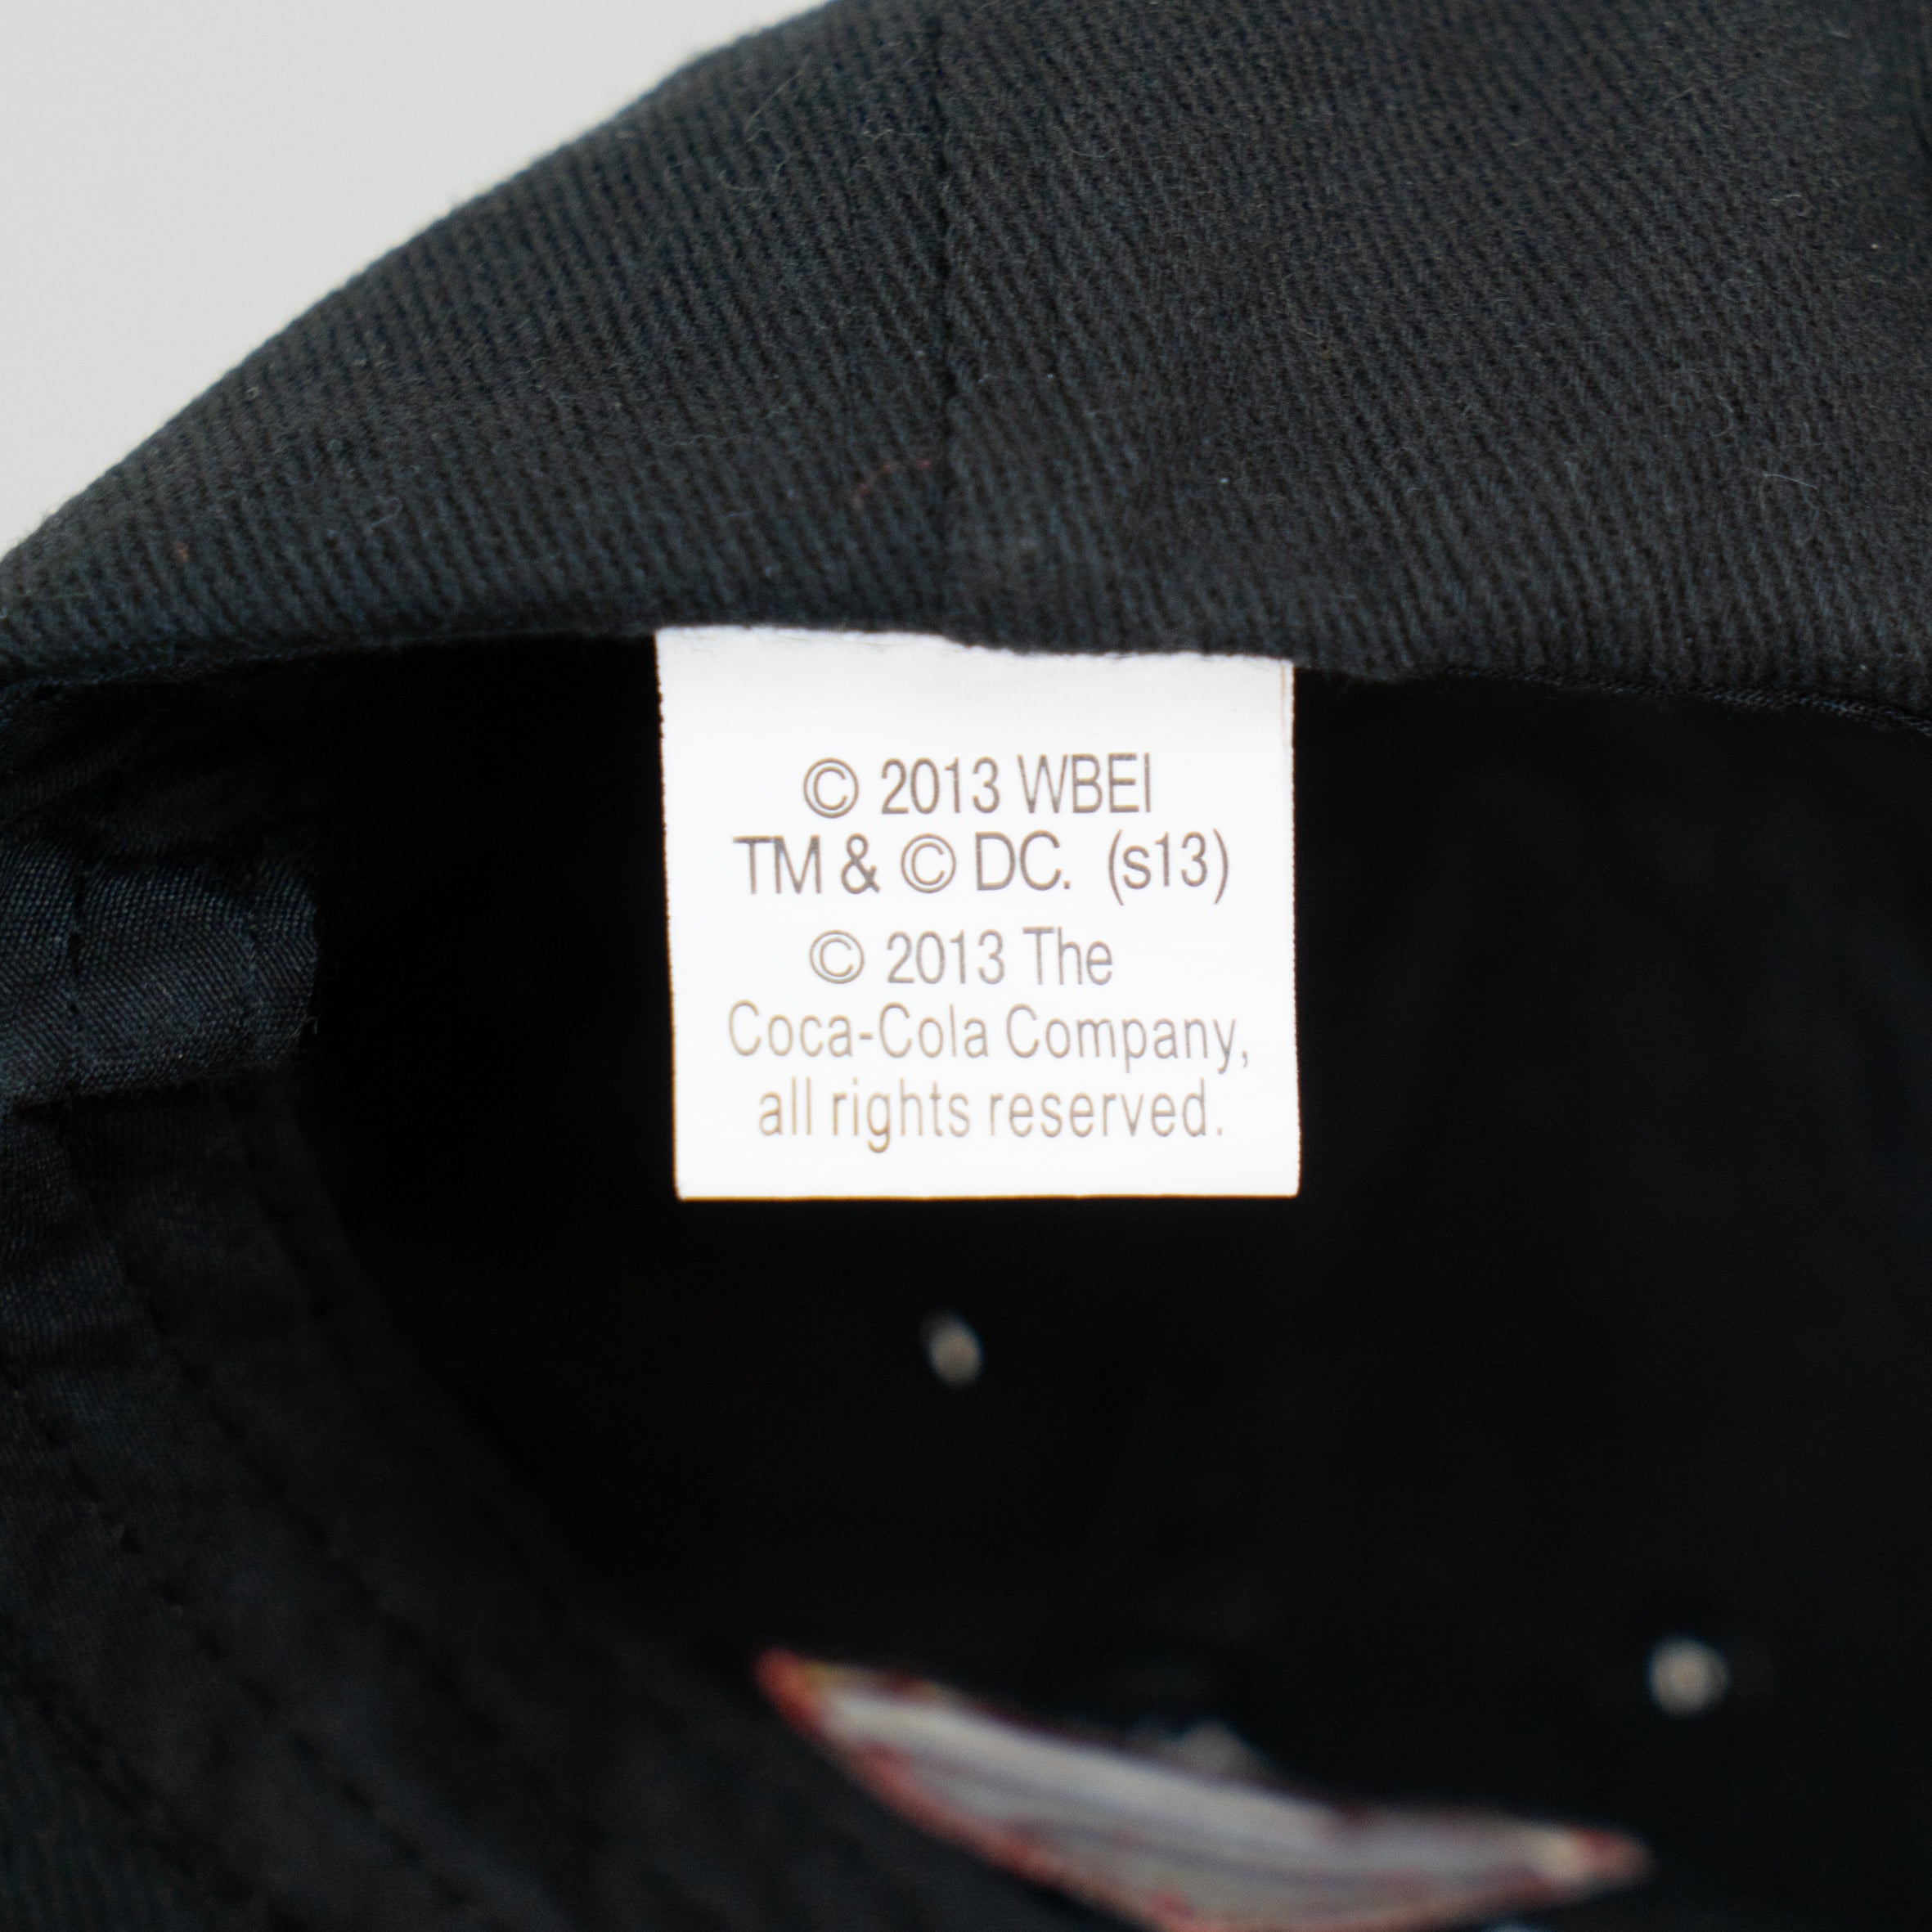 © 2013 WBEI
TM & © DC. (s13)
© 2013 The
Coca-Cola Company,
all rights reserved.